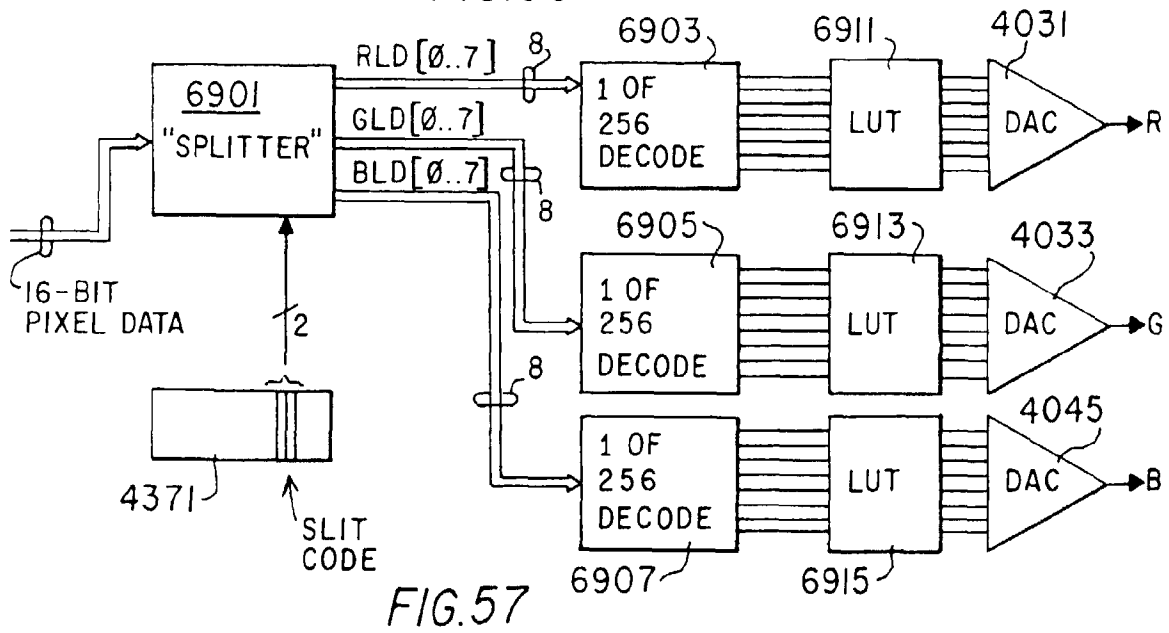 RLD[Ø..7]
8
6903
6911
4031
6901
"SPLITTER"
GLD[Ø..7]
BLD[Ø..7]
8
1 OF
256
DECODE
LUT
DAC
R
16-BIT
PIXEL DATA
2
6905
6913
4033
1 OF
256
DECODE
LUT
DAC
G
8
4371
SLIT
CODE
4045
1 OF
256
DECODE
LUT
DAC
B
6907
6915
FIG.57